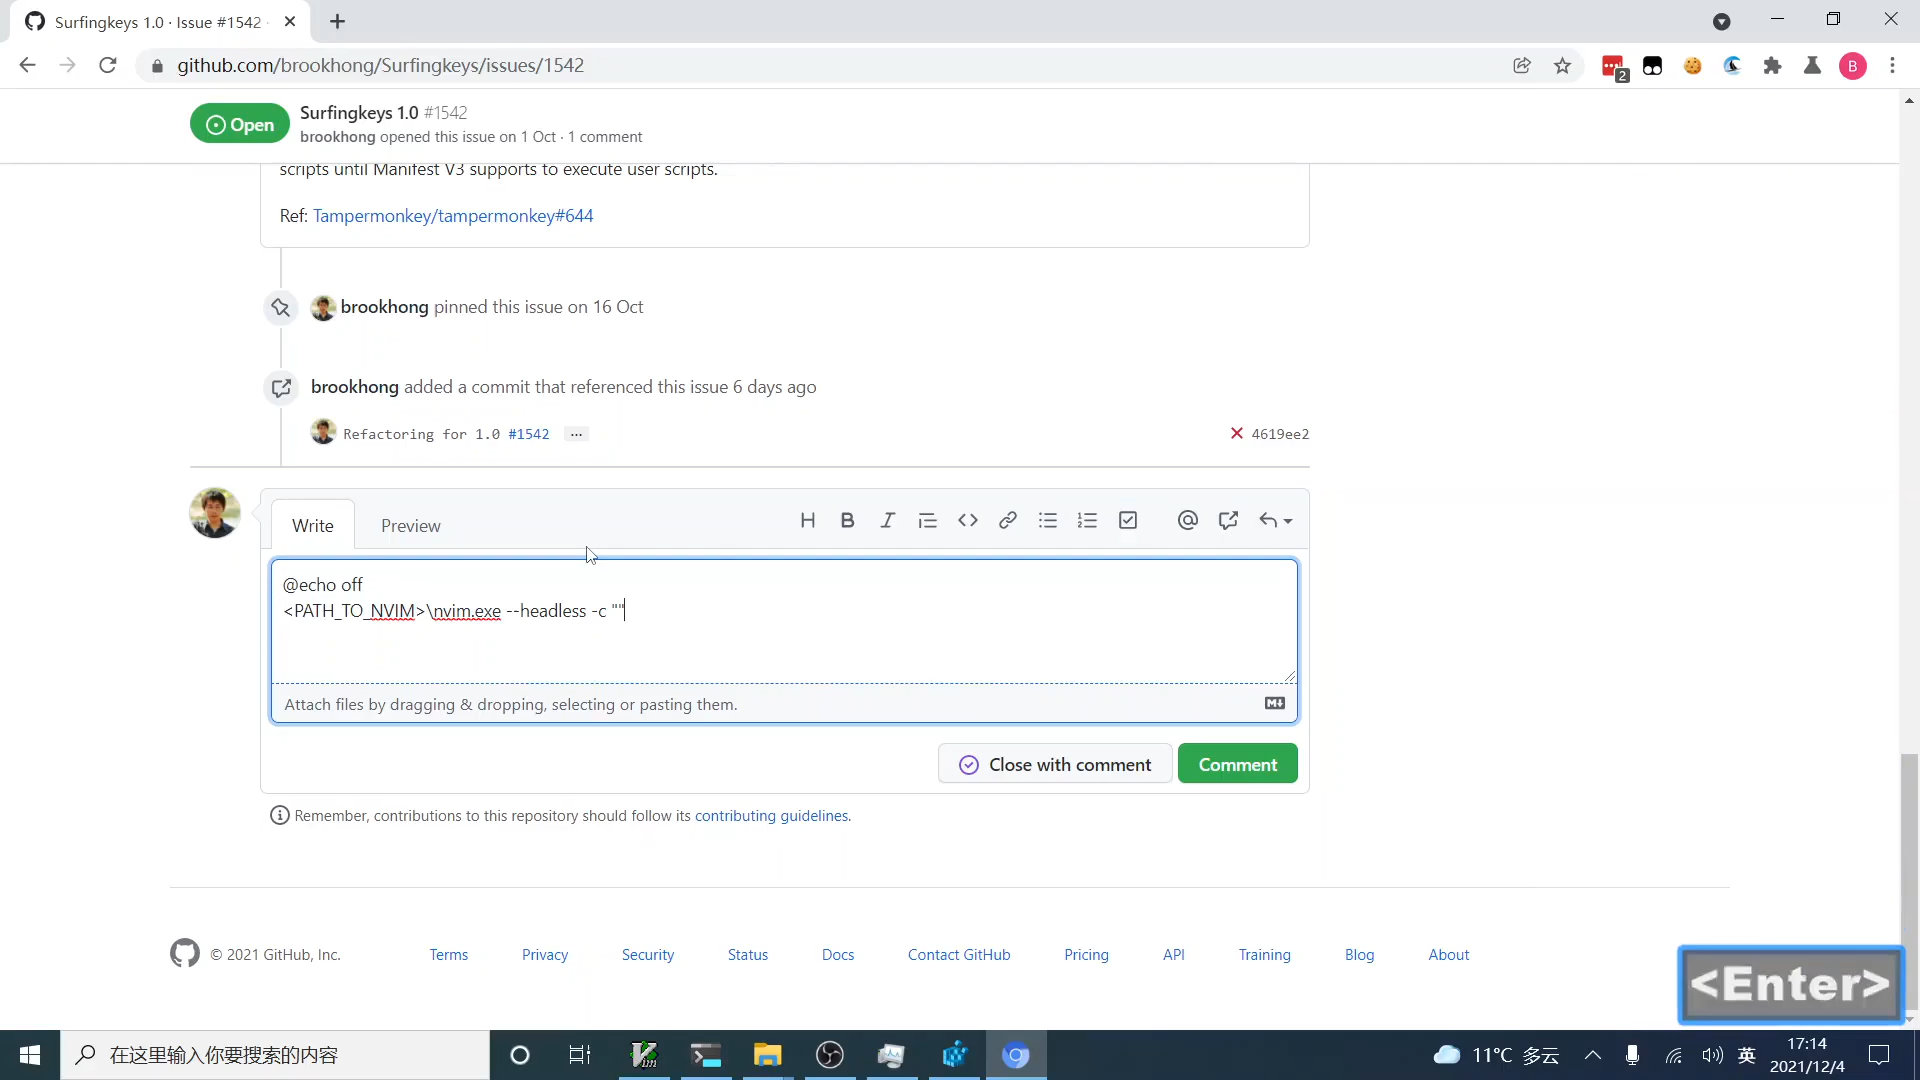 Surfingkeys 1.0 · Issue #1542 ·
github.com/brookhong/Surfingkeys/issues/1542
2
B
Open
Surfingkeys 1.0 #1542
brookhong opened this issue on 1 Oct · 1 comment
scripts until Manifest V3 supports to execute user scripts.
Ref: Tampermonkey/tampermonkey#644
brookhong pinned this issue on 16 Oct
brookhong added a commit that referenced this issue 6 days ago
Refactoring for 1.0 #1542 ...
4619ee2
Write
Preview
@echo off
<PATH_TO_NVIM>\nvim.exe --headless -c ""
Attach files by dragging & dropping, selecting or pasting them.
Close with comment
Comment
Remember, contributions to this repository should follow its contributing guidelines.
© 2021 GitHub, Inc.
Terms
Privacy
Security
Status
Docs
Contact GitHub
Pricing
API
Training
Blog
About
<Enter>
在这里输入你要搜索的内容
11°C 多云
英
17:14
2021/12/4